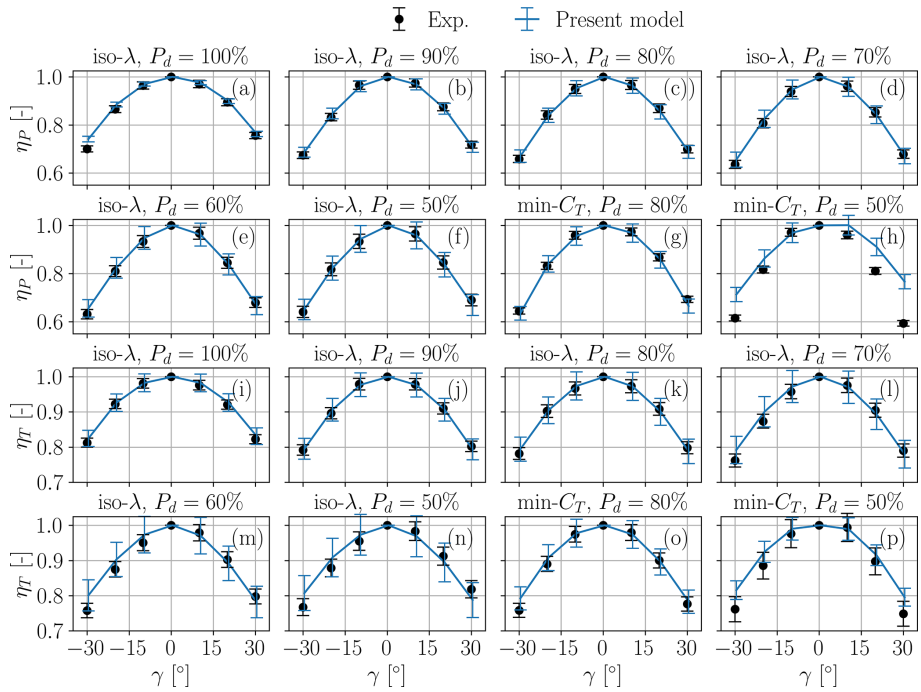 Exp. Present model
iso-λ, P_d = 100% iso-λ, P_d = 90% iso-λ, P_d = 80% iso-λ, P_d = 70%
1.0 (a) (b) (c)) (d)
η_P [-] 0.8
0.6
iso-λ, P_d = 60% iso-λ, P_d = 50% min-C_T, P_d = 80% min-C_T, P_d = 50%
1.0 (e) (f) (g) (h)
η_P [-] 0.8
0.6
iso-λ, P_d = 100% iso-λ, P_d = 90% iso-λ, P_d = 80% iso-λ, P_d = 70%
1.0 (i) (j) (k) (l)
0.9
η_T [-] 0.8
0.7
iso-λ, P_d = 60% iso-λ, P_d = 50% min-C_T, P_d = 80% min-C_T, P_d = 50%
1.0 (m) (n) (o) (p)
0.9
η_T [-] 0.8
0.7
−30 −15 0 15 30 −30 −15 0 15 30 −30 −15 0 15 30 −30 −15 0 15 30
γ [°] γ [°] γ [°] γ [°]